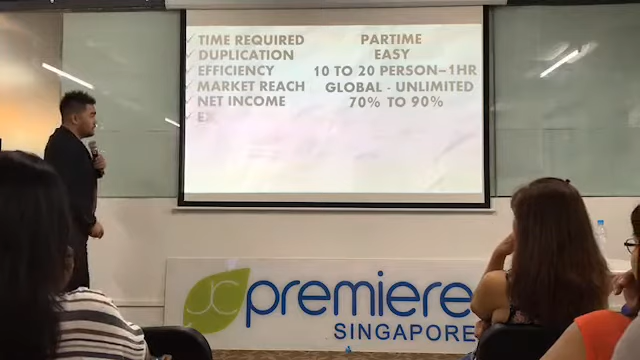 ✓ TIME REQUIRED PARTIME
✓ DUPLICATION EASY
✓ EFFICIENCY 10 TO 20 PERSON-1HR
✓ MARKET REACH GLOBAL - UNLIMITED
✓ NET INCOME 70% TO 90%
✓ EX
JC premiere
SINGAPORE